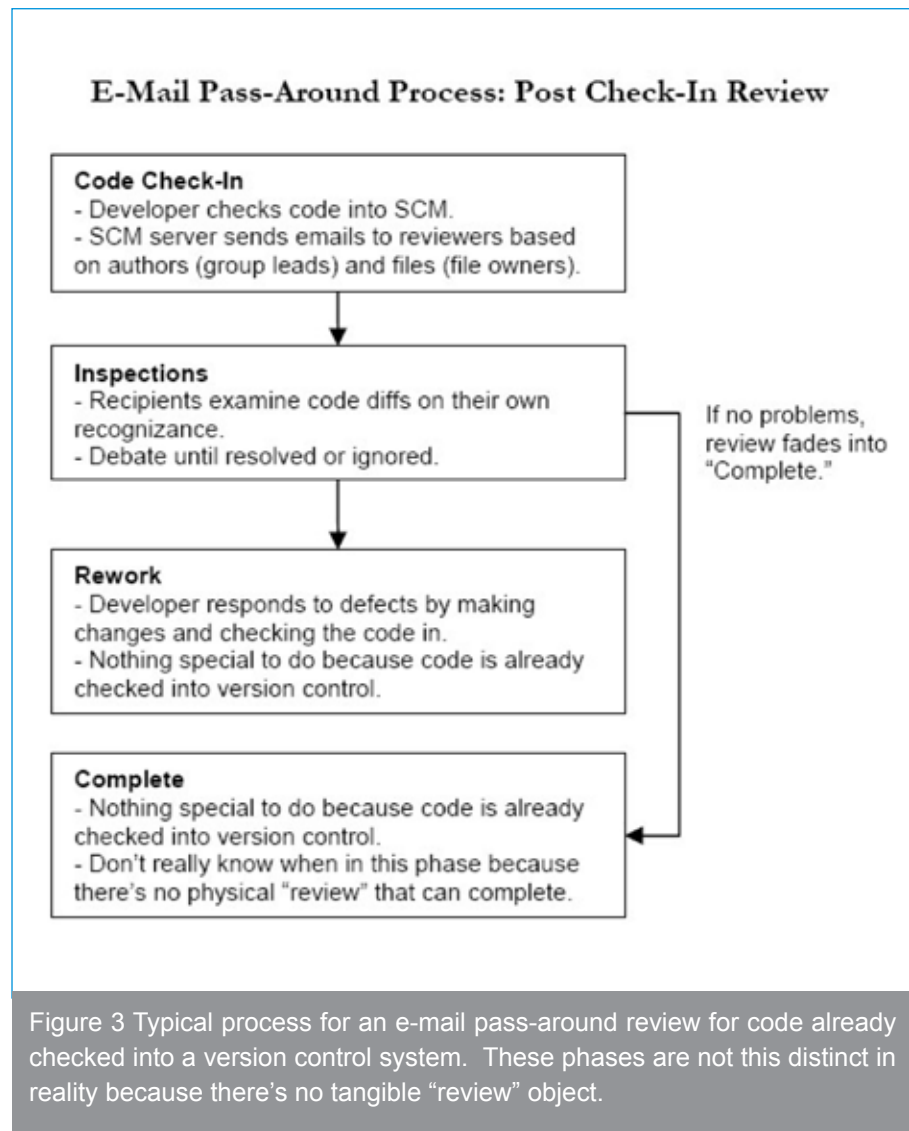 E-Mail Pass-Around Process: Post Check-In Review
Code Check-In
- Developer checks code into SCM.
- SCM server sends emails to reviewers based
on authors (group leads) and files (file owners).
Inspections
- Recipients examine code diffs on their own
recognizance.
- Debate until resolved or ignored.
If no problems,
review fades into
“Complete.”
Rework
- Developer responds to defects by making
changes and checking the code in.
- Nothing special to do because code is already
checked into version control.
Complete
- Nothing special to do because code is already
checked into version control.
- Don’t really know when in this phase because
there’s no physical “review” that can complete.
Figure 3 Typical process for an e-mail pass-around review for code already
checked into a version control system. These phases are not this distinct in
reality because there’s no tangible “review” object.